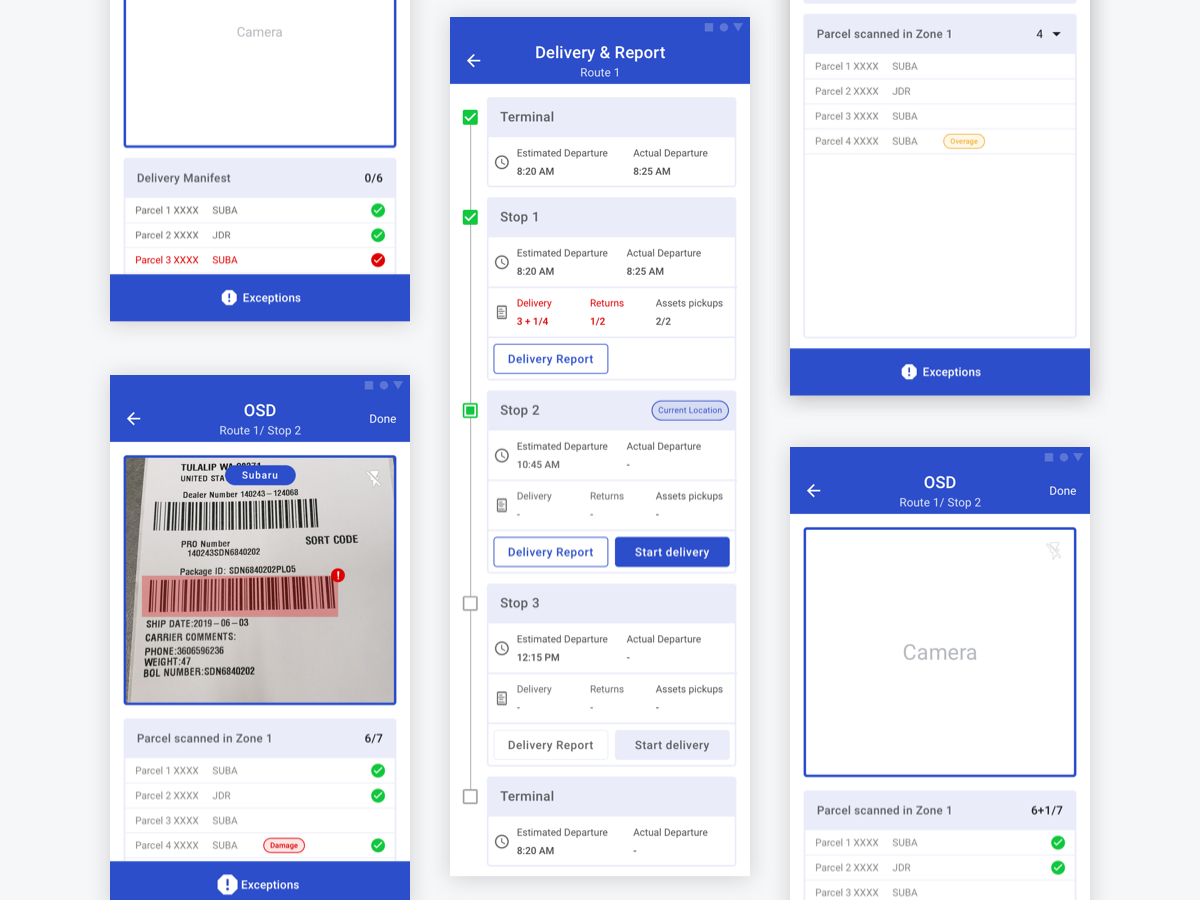 Camera
Delivery Manifest 0/6
Parcel 1 XXXX SUBA
Parcel 2 XXXX JDR
Parcel 3 XXXX SUBA
Exceptions
OSD
Route 1/ Stop 2
Done
TULALIP WA 98271
UNITED STA
Subaru
Dealer Number 140243-124068
PRO Number
140243SDN6840202
SORT CODE
Package ID: SDN6840202PL05
SHIP DATE:2019-06-03
CARRIER COMMENTS:
PHONE:3606596236
WEIGHT:47
BOL NUMBER:SDN6840202
Parcel scanned in Zone 1 6/7
Parcel 1 XXXX SUBA
Parcel 2 XXXX JDR
Parcel 3 XXXX SUBA
Parcel 4 XXXX SUBA Damage
Exceptions
Delivery & Report
Route 1
Terminal
Estimated Departure Actual Departure
8:20 AM 8:25 AM
Stop 1
Estimated Departure Actual Departure
8:20 AM 8:25 AM
Delivery Returns Assets pickups
3 + 1/4 1/2 2/2
Delivery Report
Stop 2 Current Location
Estimated Departure Actual Departure
10:45 AM -
Delivery Returns Assets pickups
- - -
Delivery Report Start delivery
Stop 3
Estimated Departure Actual Departure
12:15 PM -
Delivery Returns Assets pickups
- - -
Delivery Report Start delivery
Terminal
Estimated Departure Actual Departure
8:20 AM -
Parcel scanned in Zone 1 4
Parcel 1 XXXX SUBA
Parcel 2 XXXX JDR
Parcel 3 XXXX SUBA
Parcel 4 XXXX SUBA Overage
Exceptions
OSD
Route 1/ Stop 2
Done
Camera
Parcel scanned in Zone 1 6+1/7
Parcel 1 XXXX SUBA
Parcel 2 XXXX JDR
Parcel 3 XXXX SUBA